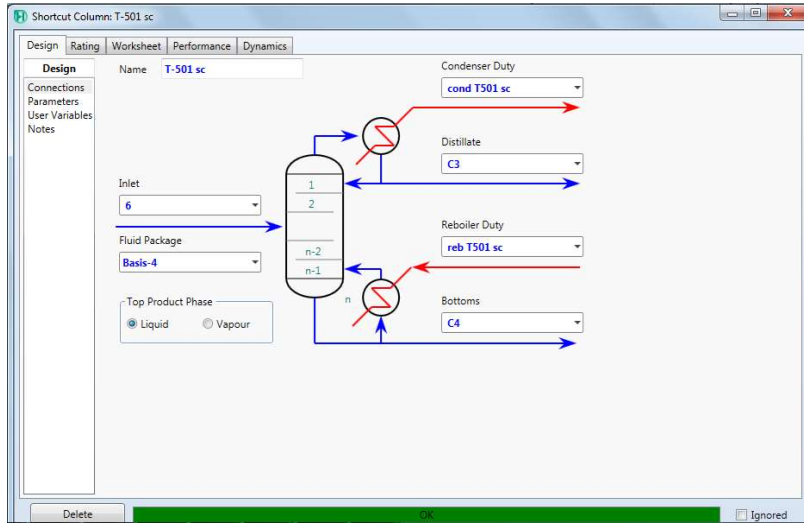 Shortcut Column: T-501 sc
Design Rating Worksheet Performance Dynamics
Design
Connections
Parameters
User Variables
Notes
Name T-501 sc
Condenser Duty
cond T501 sc
Distillate
C3
Inlet
6
1
2
Fluid Package
Basis-4
n-2
n-1
n
Reboiler Duty
reb T501 sc
Top Product Phase
Liquid Vapour
Bottoms
C4
Delete OK Ignored